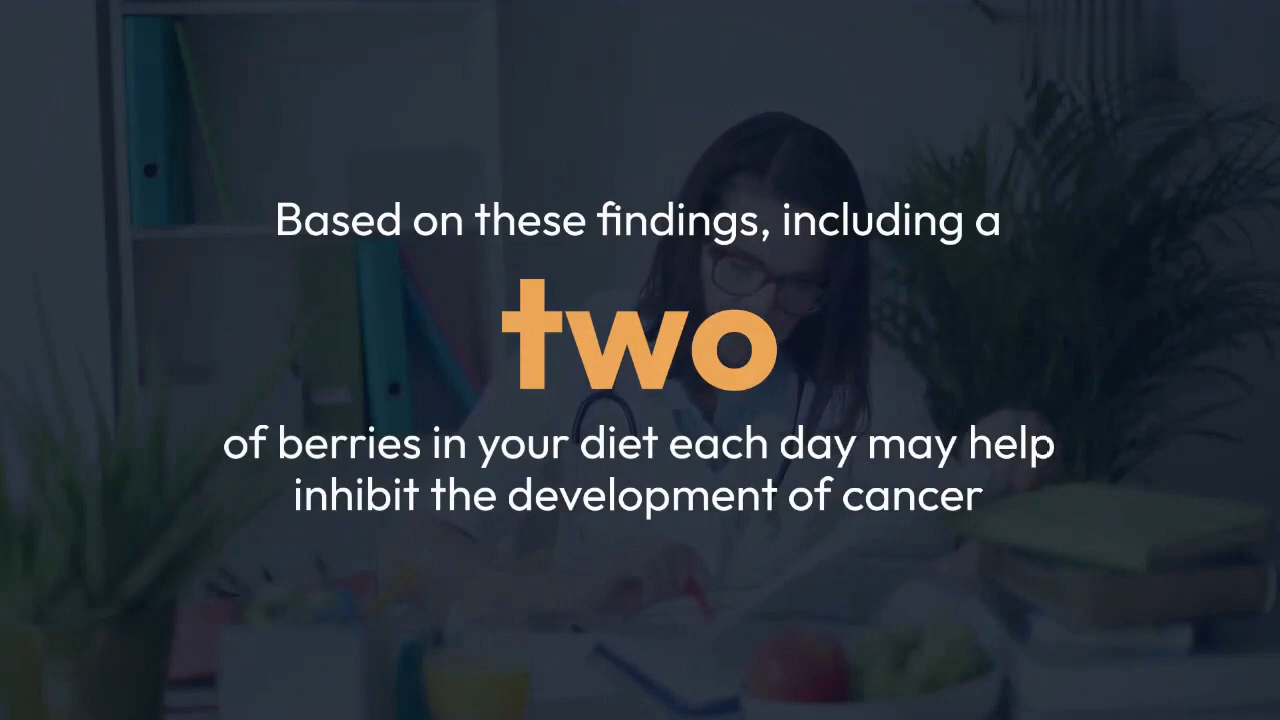 Based on these findings, including a
two
of berries in your diet each day may help
inhibit the development of cancer